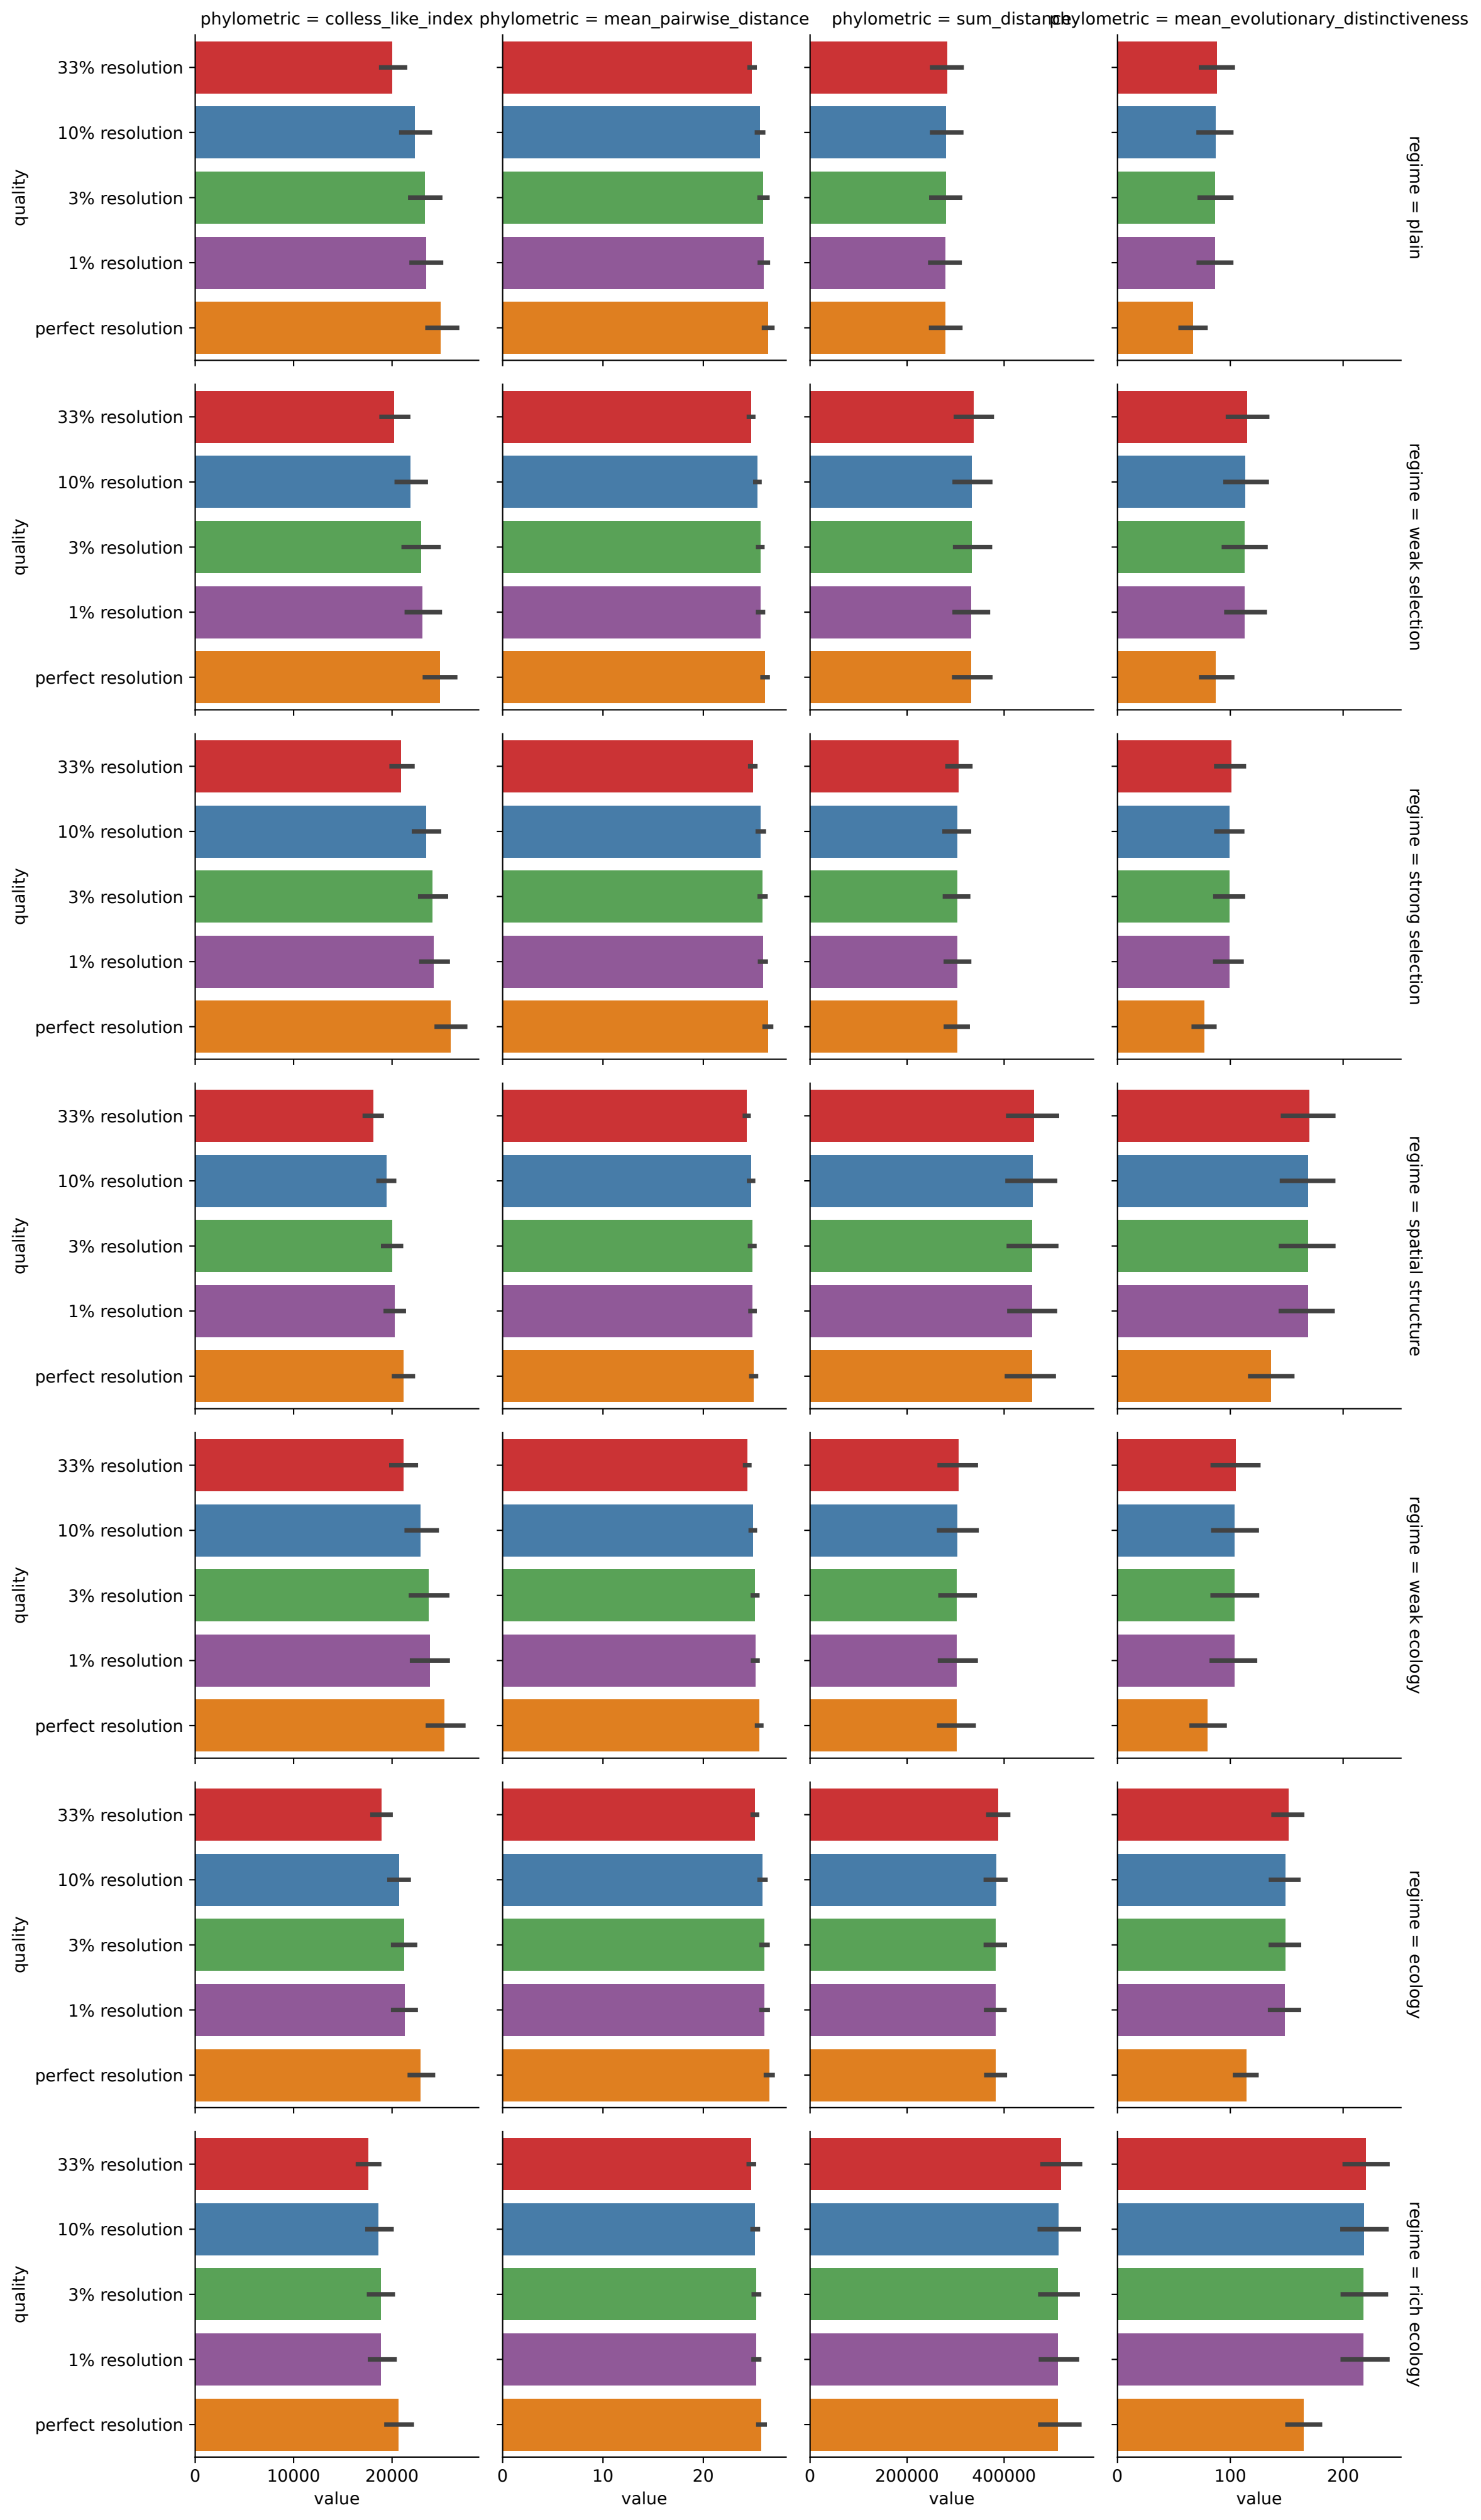 phylometric = colless_like_index
phylometric = mean_pairwise_distance
phylometric = sum_distance
phylometric = mean_evolutionary_distinctiveness
33% resolution
10% resolution
3% resolution
1% resolution
perfect resolution
quality
regime = plain
33% resolution
10% resolution
3% resolution
1% resolution
perfect resolution
quality
regime = weak selection
33% resolution
10% resolution
3% resolution
1% resolution
perfect resolution
quality
regime = strong selection
33% resolution
10% resolution
3% resolution
1% resolution
perfect resolution
quality
regime = spatial structure
33% resolution
10% resolution
3% resolution
1% resolution
perfect resolution
quality
regime = weak ecology
33% resolution
10% resolution
3% resolution
1% resolution
perfect resolution
quality
regime = ecology
33% resolution
10% resolution
3% resolution
1% resolution
perfect resolution
quality
regime = rich ecology
0 10000 20000
0 10 20
0 200000 400000
0 100 200
value
value
value
value